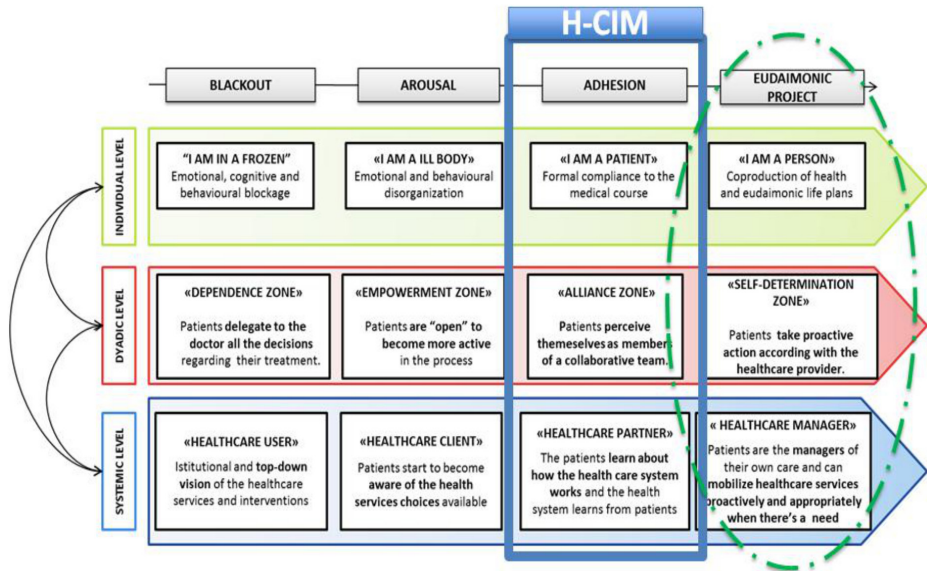 H-CIM
BLACKOUT
AROUSAL
ADHESION
EUDAIMONIC
PROJECT
INDIVIDUAL LEVEL
"I AM IN A FROZEN"
Emotional, cognitive and
behavioural blockage
«I AM A ILL BODY»
Emotional and behavioural
disorganization
«I AM A PATIENT»
Formal compliance to the
medical course
«I AM A PERSON»
Coproduction of health
and eudaimonic life plans
DYADIC LEVEL
«DEPENDENCE ZONE»
Patients delegate to the
doctor all the decisions
regarding their treatment.
«EMPOWERMENT ZONE»
Patients are "open" to
become more active
in the process
«ALLIANCE ZONE»
Patients perceive
themeselves as members
of a collaborative team.
«SELF-DETERMINATION
ZONE»
Patients take proactive
action according with the
healthcare provider.
SYSTEMIC LEVEL
«HEALTHCARE USER»
Istitutional and top-down
vision of the healthcare
services and interventions
«HEALTHCARE CLIENT»
Patients start to become
aware of the health
services choices available
«HEALTHCARE PARTNER»
The patients learn about
how the health care system
works and the health
system learns from patients
« HEALTHCARE MANAGER»
Patients are the managers
of their own care and can
mobilize healthcare services
proactively and appropriately
when there's a need